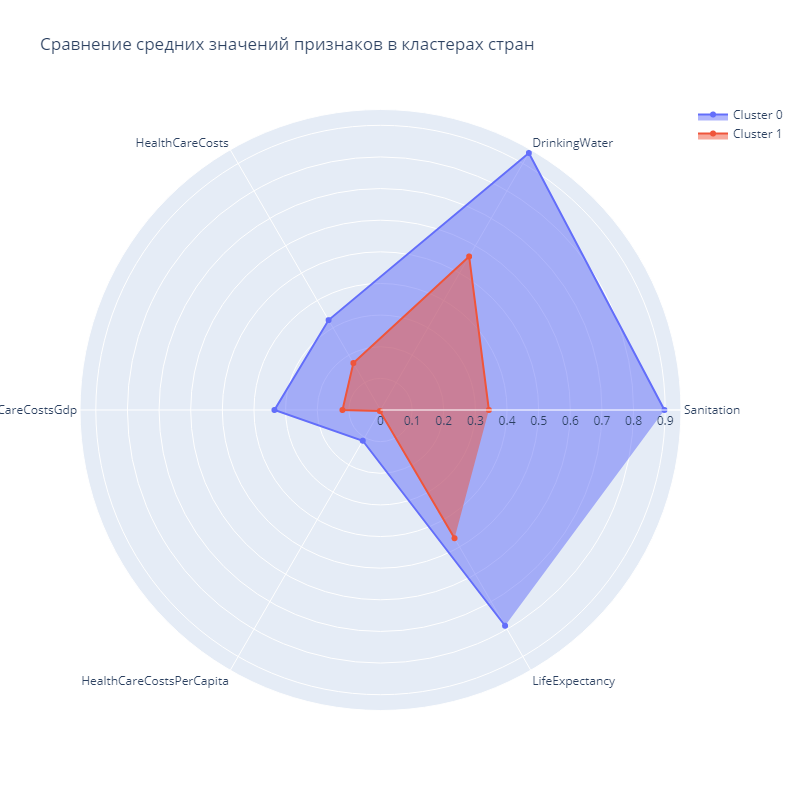 Сравнение средних значений признаков в кластерах стран
Cluster 0
Cluster 1
HealthCareCosts
DrinkingWater
CareCostsGdp
Sanitation
0 0.1 0.2 0.3 0.4 0.5 0.6 0.7 0.8 0.9
HealthCareCostsPerCapita
LifeExpectancy